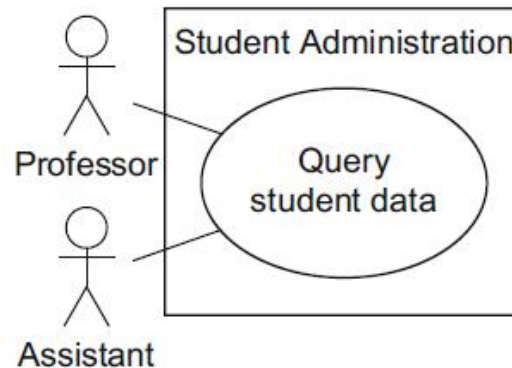 Student Administration
Professor
Query
student data
Assistant